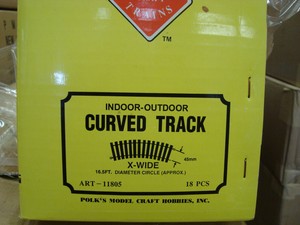 TRAINS
TM
INDOOR-OUTDOOR
CURVED TRACK
45mm
X-WIDE
16.5FT. DIAMETER CIRCLE (APPROX.)
ART-11805 18 PCS
POLK'S MODEL CRAFT HOBBIES, INC.